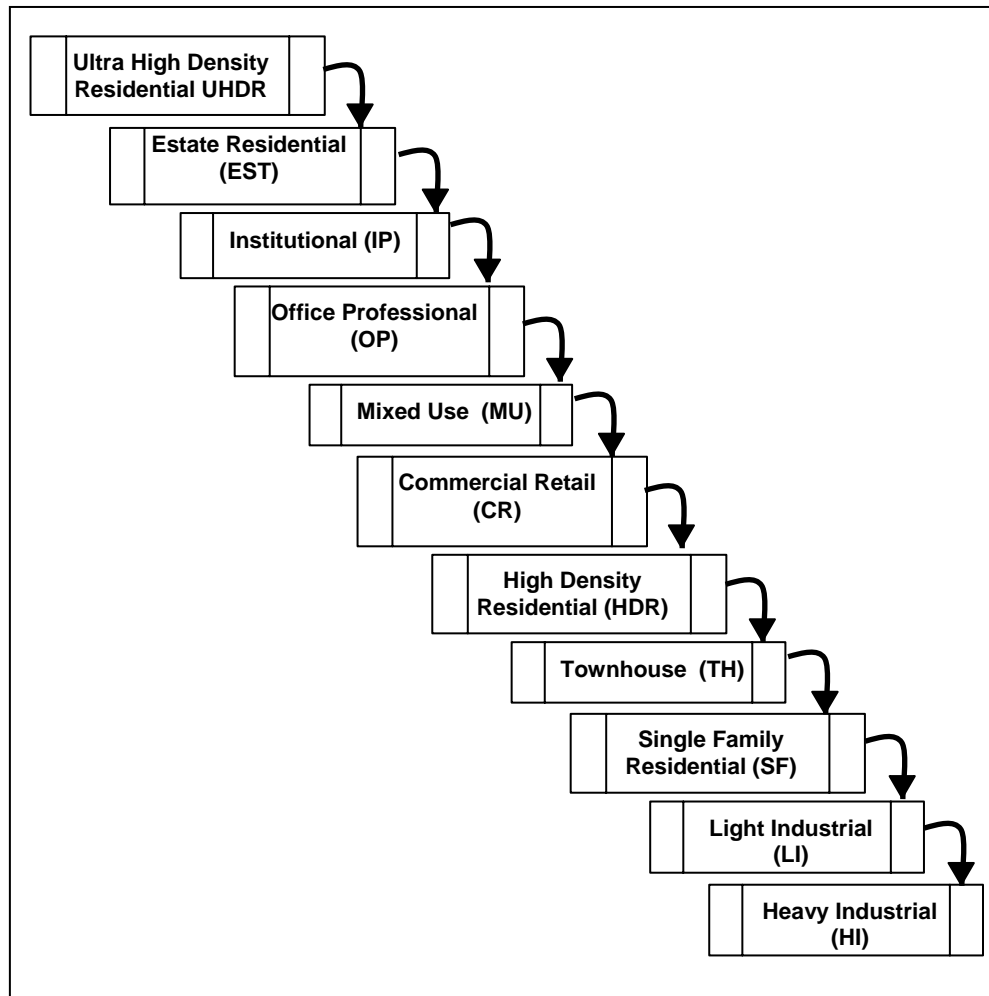 Ultra High Density
Residential UHDR
Estate Residential
(EST)
Institutional (IP)
Office Professional
(OP)
Mixed Use  (MU)
Commercial Retail
(CR)
High Density
Residential (HDR)
Townhouse  (TH)
Single Family
Residential (SF)
Light Industrial
(LI)
Heavy Industrial
(HI)